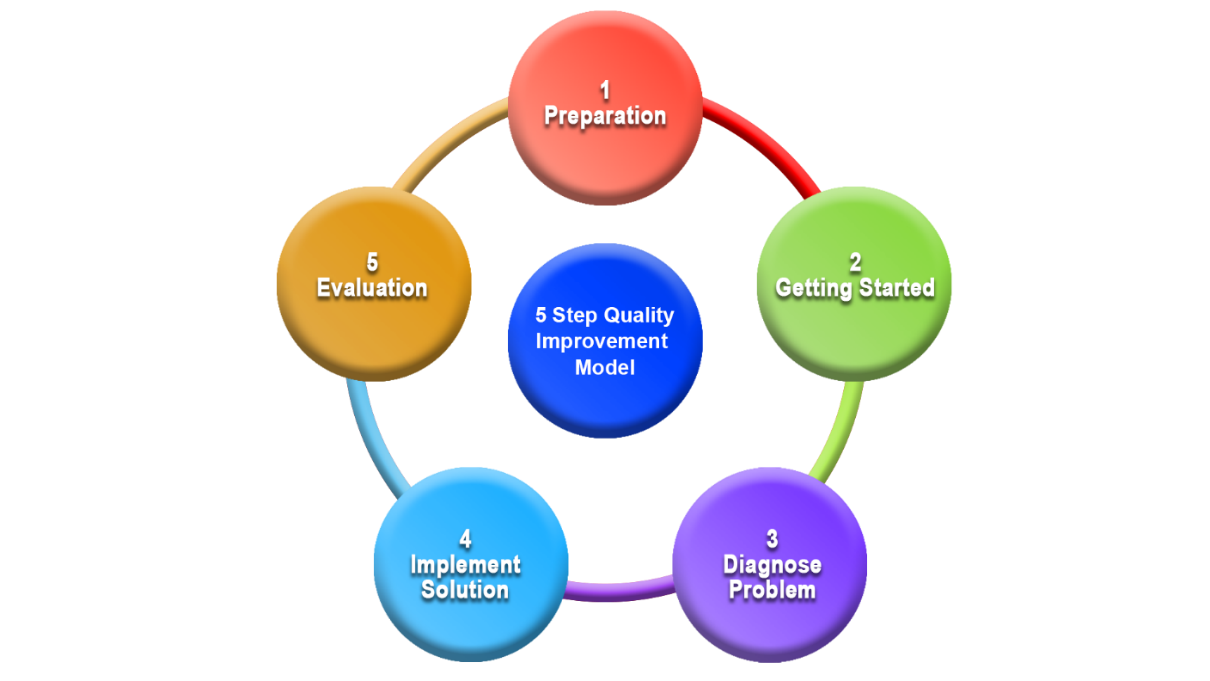 1
Preparation
2
Getting Started
3
Diagnose
Problem
4
Implement
Solution
5
Evaluation
5 Step Quality
Improvement
Model